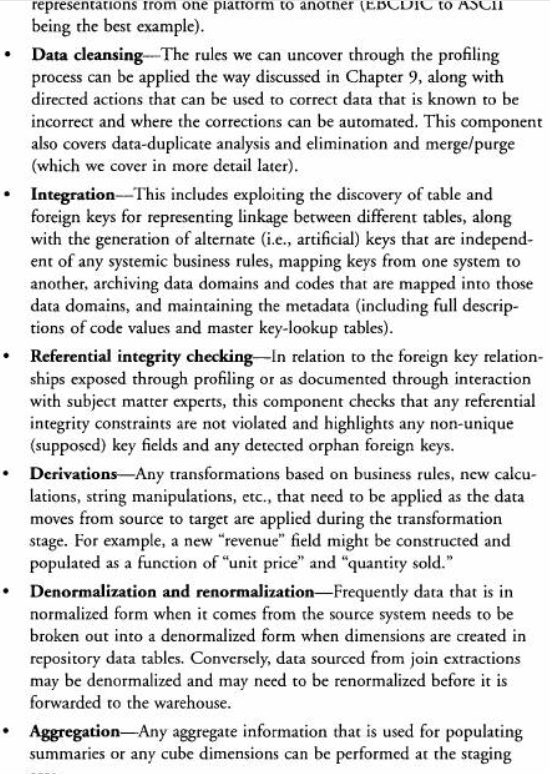 representations from one platform to another (EBCDIC to ASCII
being the best example).
• Data cleansing—The rules we can uncover through the profiling
process can be applied the way discussed in Chapter 9, along with
directed actions that can be used to correct data that is known to be
incorrect and where the corrections can be automated. This component
also covers data-duplicate analysis and elimination and merge/purge
(which we cover in more detail later).
• Integration—This includes exploiting the discovery of table and
foreign keys for representing linkage between different tables, along
with the generation of alternate (i.e., artificial) keys that are independ-
ent of any systemic business rules, mapping keys from one system to
another, archiving data domains and codes that are mapped into those
data domains, and maintaining the metadata (including full descrip-
tions of code values and master key-lookup tables).
• Referential integrity checking—In relation to the foreign key relation-
ships exposed through profiling or as documented through interaction
with subject matter experts, this component checks that any referential
integrity constraints are not violated and highlights any non-unique
(supposed) key fields and any detected orphan foreign keys.
• Derivations—Any transformations based on business rules, new calcu-
lations, string manipulations, etc., that need to be applied as the data
moves from source to target are applied during the transformation
stage. For example, a new “revenue” field might be constructed and
populated as a function of “unit price” and “quantity sold.”
• Denormalization and renormalization—Frequently data that is in
normalized form when it comes from the source system needs to be
broken out into a denormalized form when dimensions are created in
repository data tables. Conversely, data sourced from join extractions
may be denormalized and may need to be renormalized before it is
forwarded to the warehouse.
• Aggregation—Any aggregate information that is used for populating
summaries or any cube dimensions can be performed at the staging